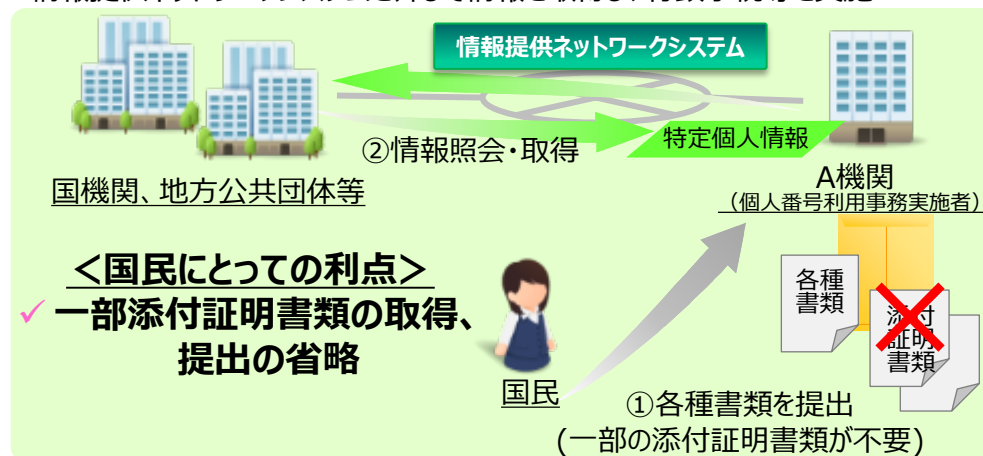 情報提供ネットワークシステム
特定個人情報
②情報照会・取得
国機関、地方公共団体等
A機関
（個人番号利用事務実施者）
＜国民にとっての利点＞
✓ 一部添付証明書類の取得、
提出の省略
各種
書類
添付
証明
書類
国民
①各種書類を提出
(一部の添付証明書類が不要)